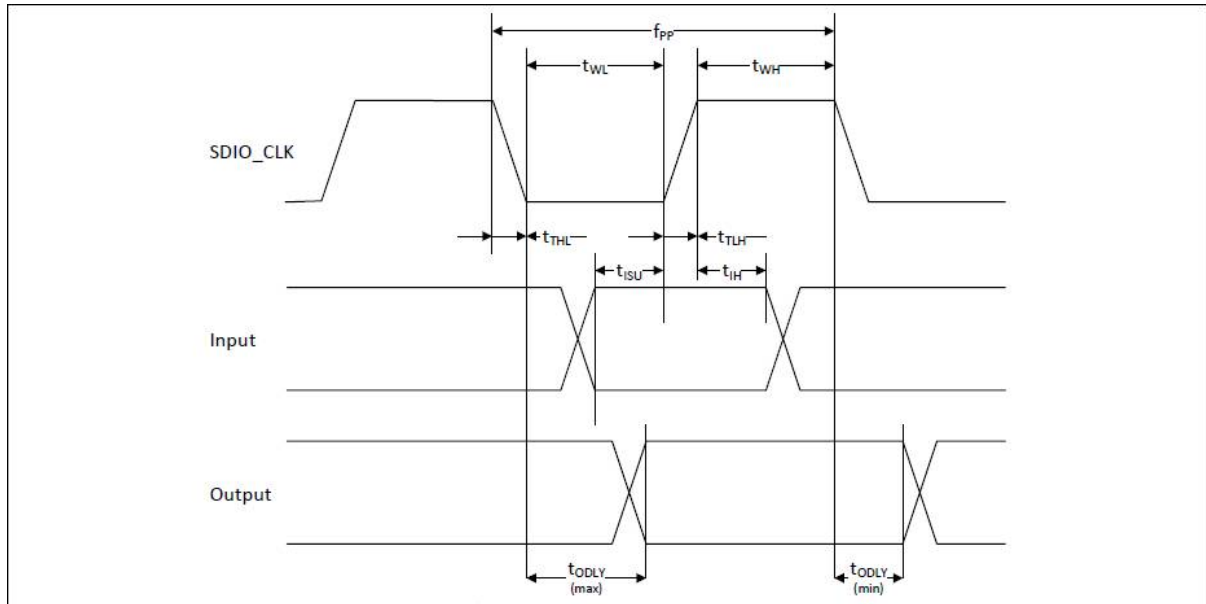 fPP
tWL
tWH
SDIO_CLK
tTHL
tTLH
tISU
tIH
Input
Output
tODLY
(max)
tODLY
(min)